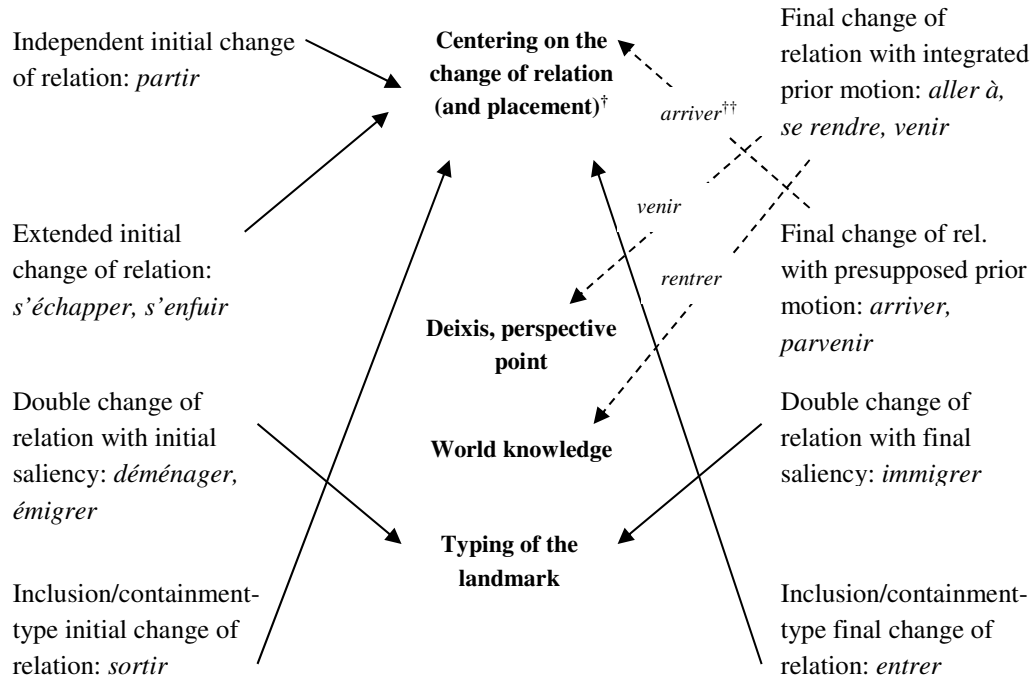 Independent initial change
of relation: partir
Extended initial
change of relation:
s’échapper, s’enfuir
Double change of
relation with initial
saliency: déménager,
émigrer
Inclusion/containment-
type initial change of
relation: sortir
Centering on the
change of relation
(and placement)†
arriver††
venir
rentrer
Deixis, perspective
point
World knowledge
Typing of the
landmark
Final change of
relation with integrated
prior motion: aller à,
se rendre, venir
Final change of rel.
with presupposed prior
motion: arriver,
parvenir
Double change of
relation with final
saliency: immigrer
Inclusion/containment-
type final change of
relation: entrer